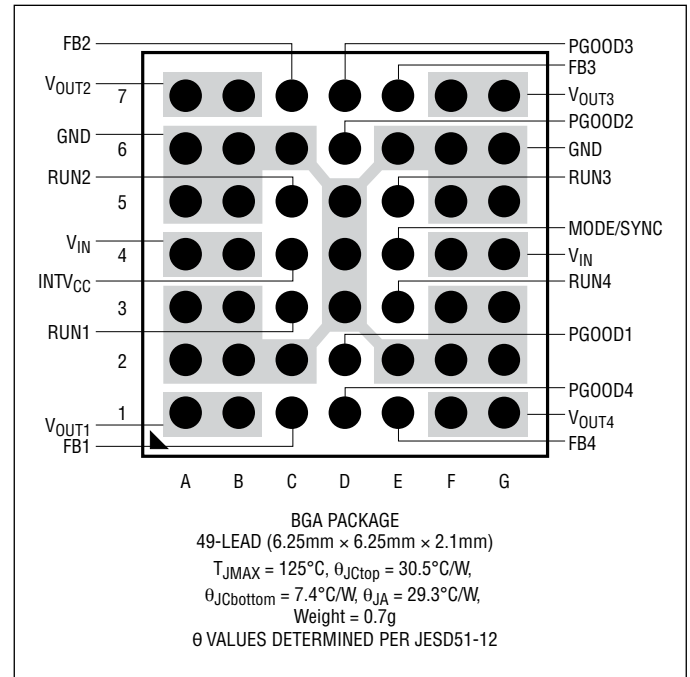 FB2
PGOOD3
FB3
VOUT2
7
VOUT3
PGOOD2
GND
6
GND
RUN2
RUN3
5
MODE/SYNC
VIN
4
VIN
INTVCC
RUN4
3
RUN1
PGOOD1
2
PGOOD4
1
VOUT1
VOUT4
FB1
FB4
A B C D E F G
BGA PACKAGE
49-LEAD (6.25mm × 6.25mm × 2.1mm)
TJMAX = 125°C, θJCtop = 30.5°C/W,
θJCbottom = 7.4°C/W, θJA = 29.3°C/W,
Weight = 0.7g
θ VALUES DETERMINED PER JESD51-12